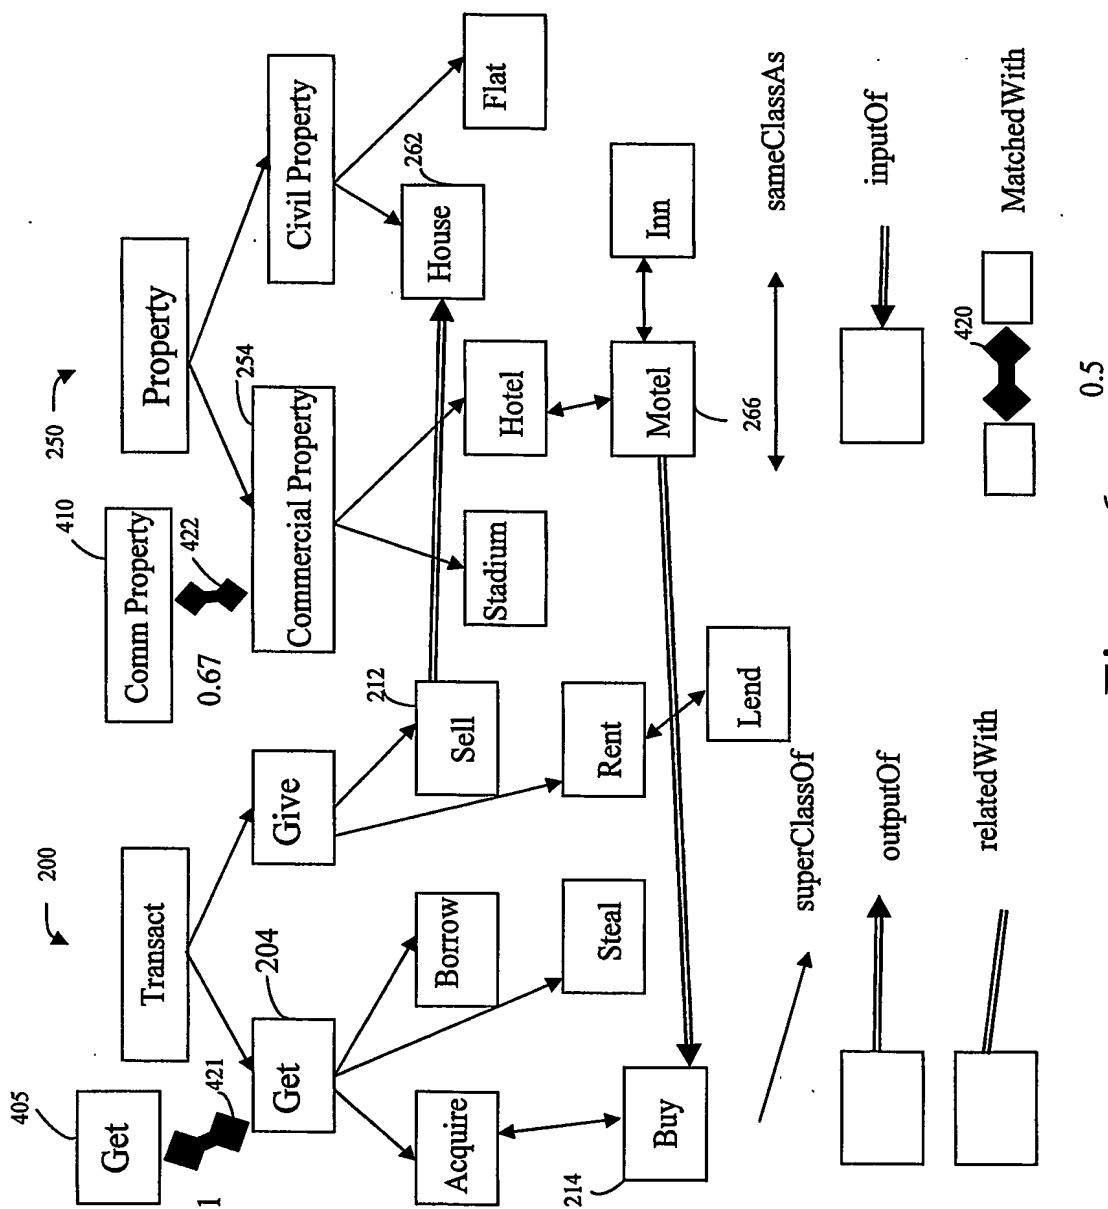 405
Get
1
421
200
Transact
204
Get
Give
Acquire
Borrow
212
Sell
Steal
Rent
214
Buy
Lend
410
Comm Property
422
0.67
250
Property
254
Commercial Property
Civil Property
Stadium
Hotel
262
House
Flat
266
Motel
Inn
superClassOf
sameClassAs
outputOf
inputOf
relatedWith
420
MatchedWith
0.5